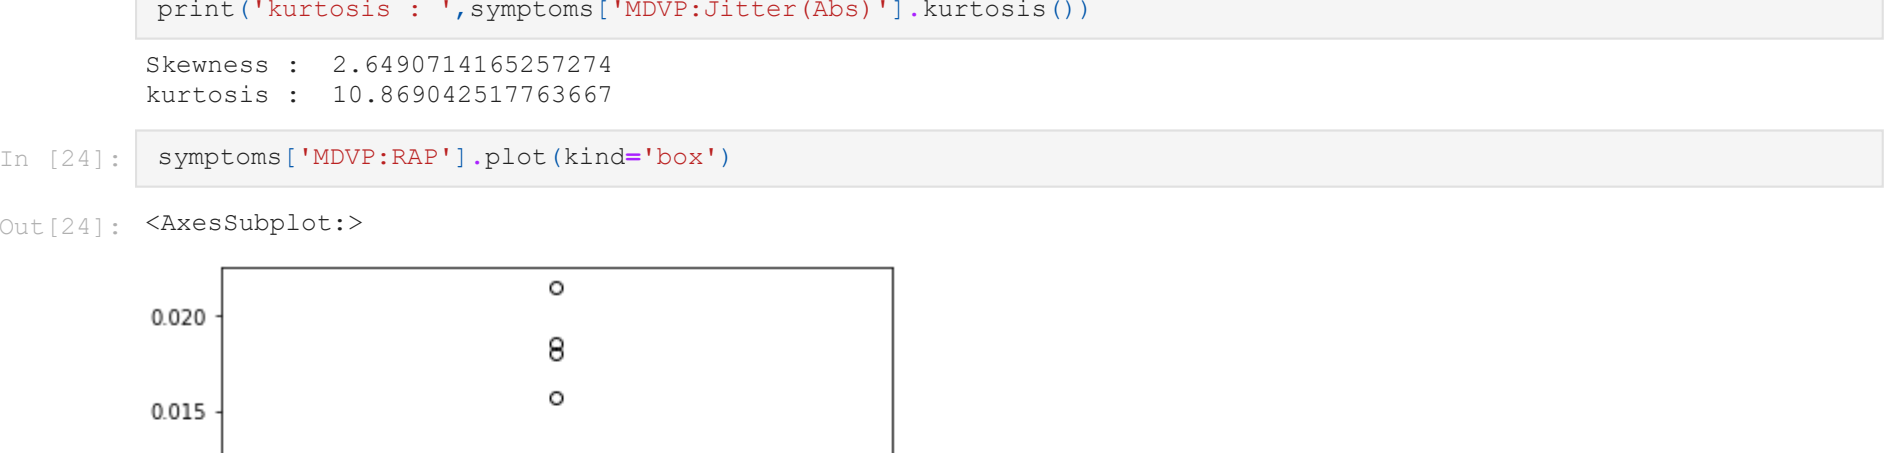 print('kurtosis : ',symptoms['MDVP:Jitter(Abs)'].kurtosis())
Skewness :  2.6490714165257274
kurtosis :  10.869042517763667
In [24]: symptoms['MDVP:RAP'].plot(kind='box')
Out[24]: <AxesSubplot:>
0.020
0.015